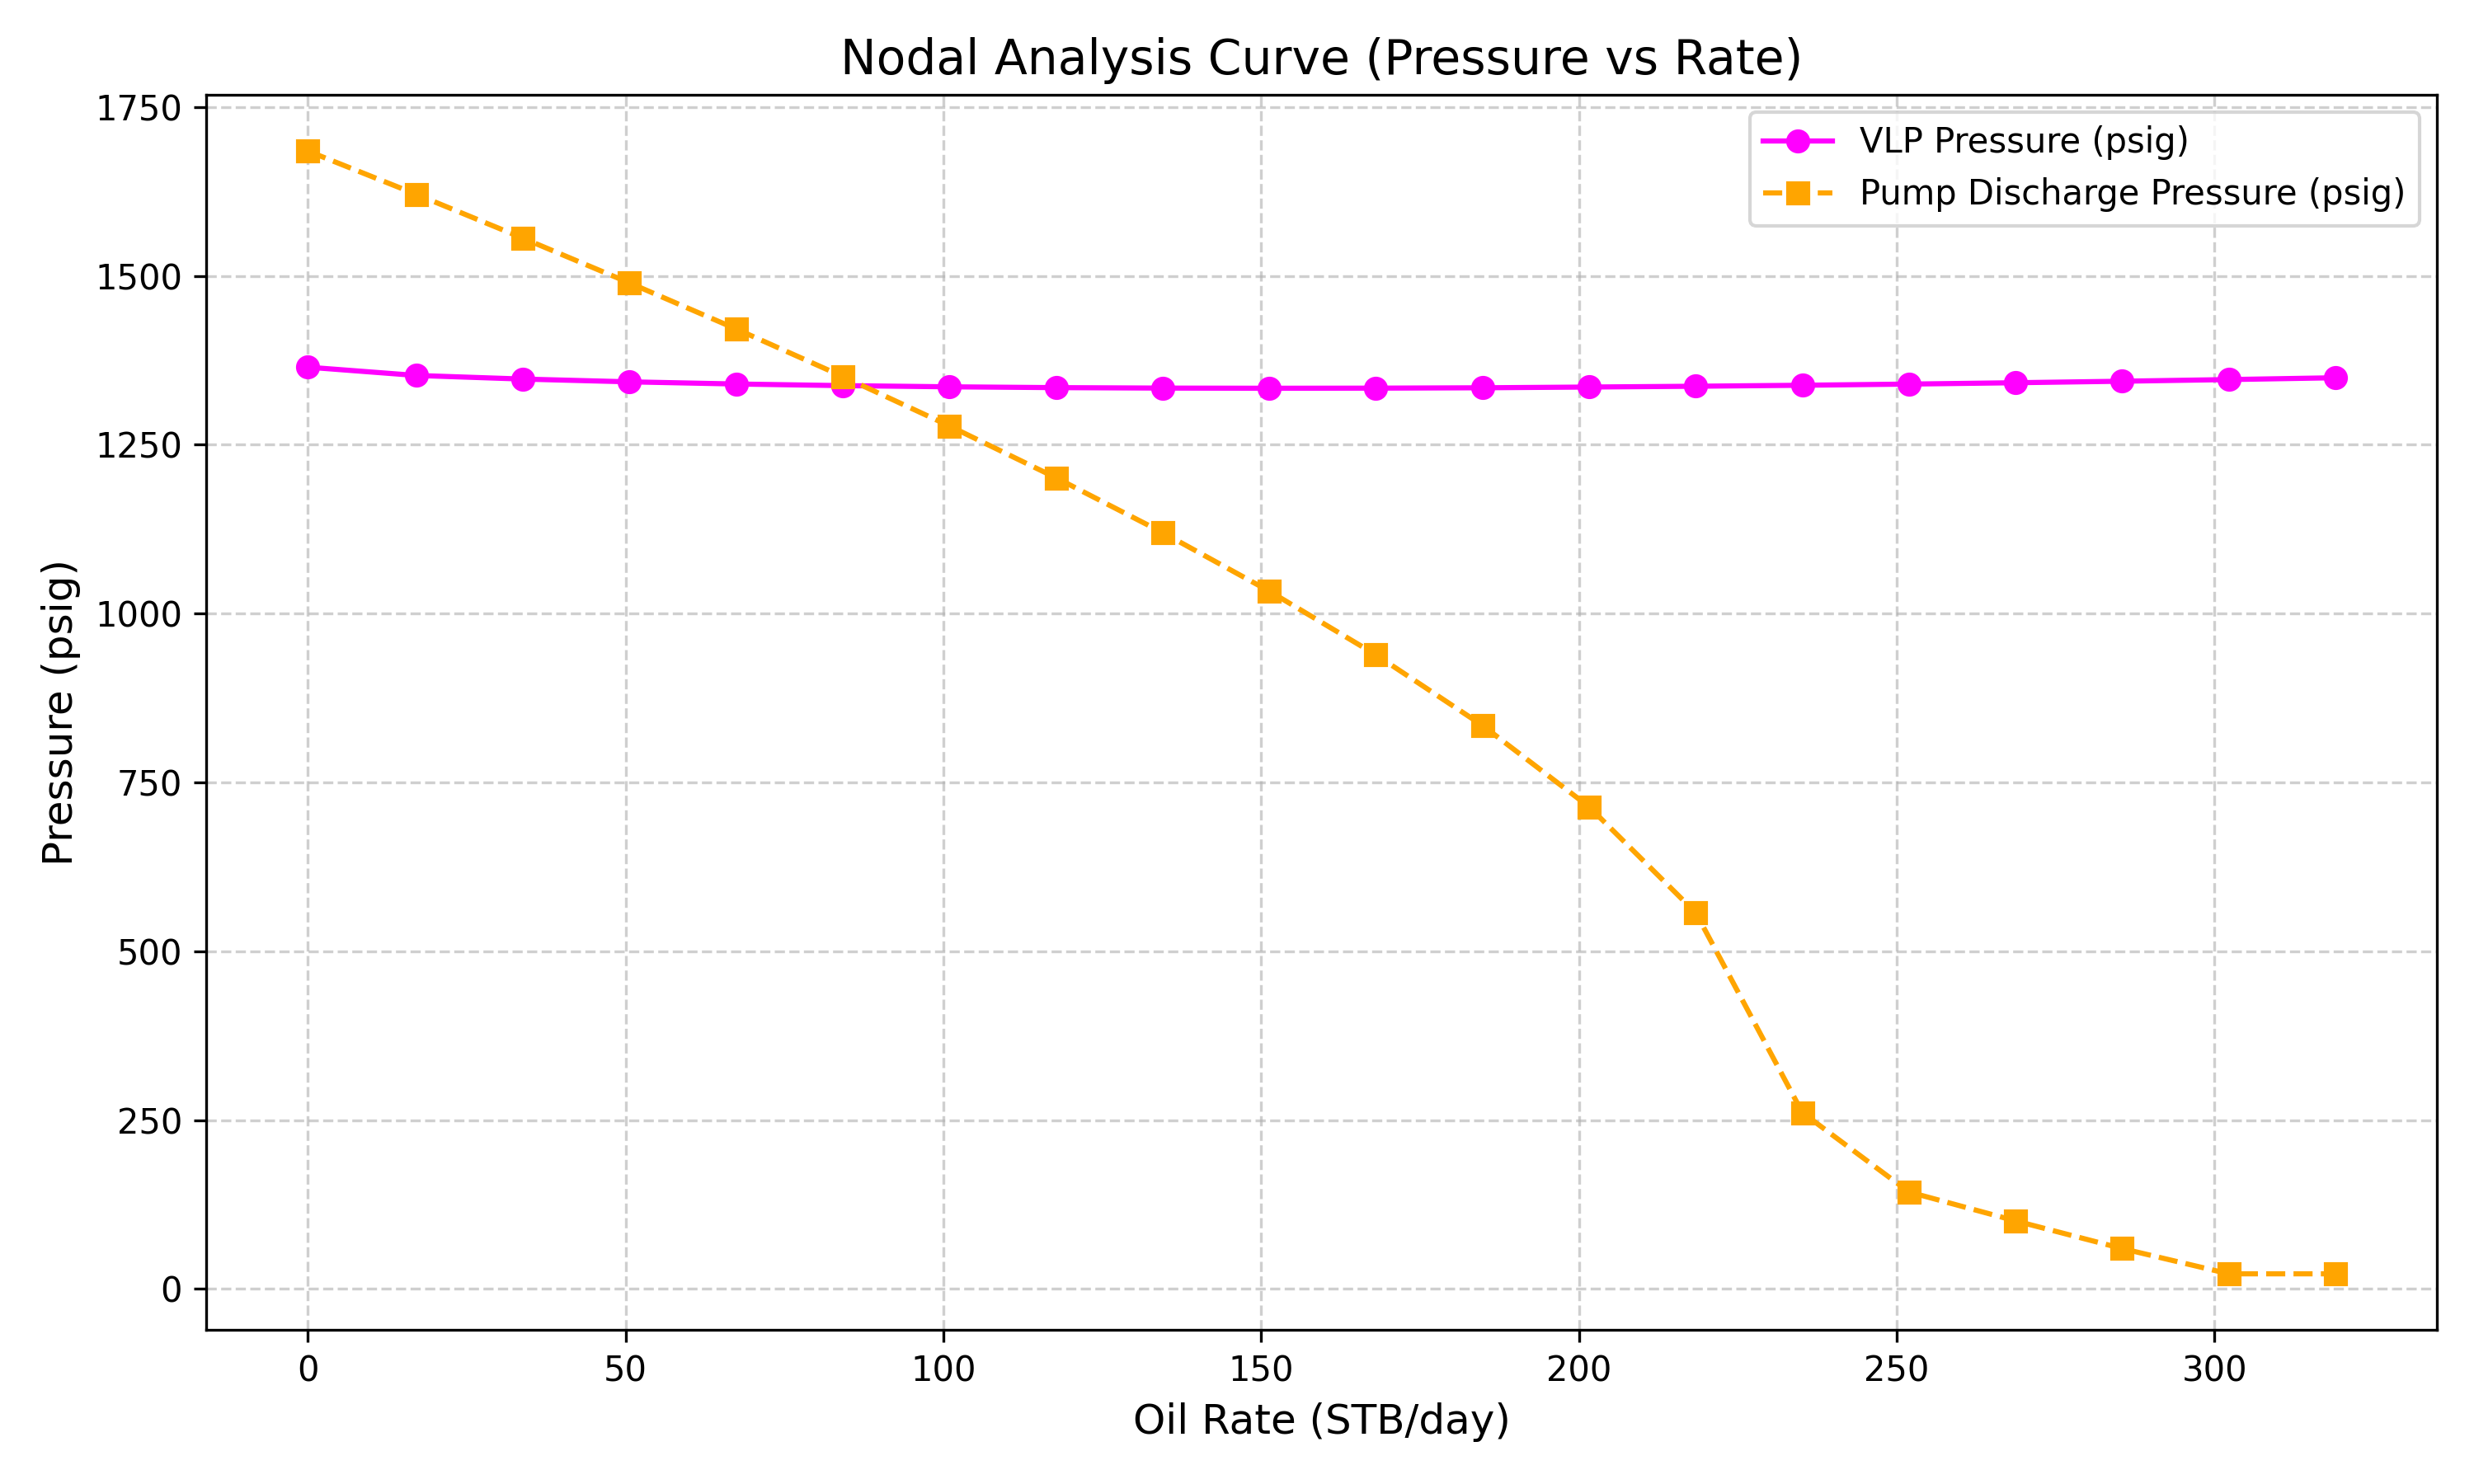 Nodal Analysis Curve (Pressure vs Rate)
VLP Pressure (psig)
Pump Discharge Pressure (psig)
1750
1500
1250
1000
750
500
250
0
Pressure (psig)
0 50 100 150 200 250 300
Oil Rate (STB/day)